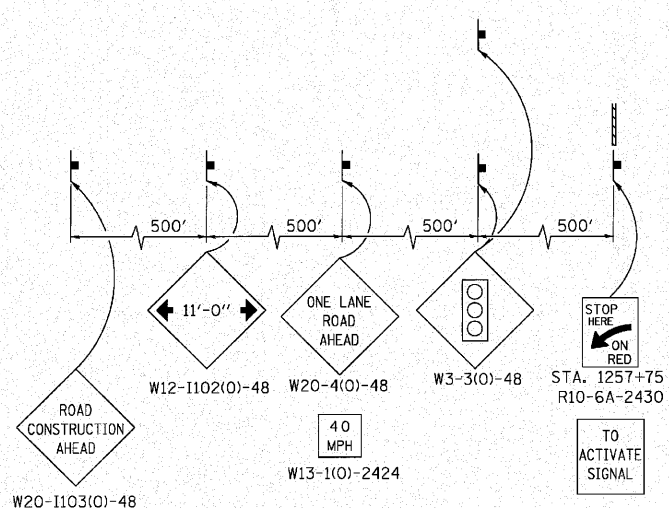 500'
500'
500'
500'
11'-0"
ONE LANE
ROAD
AHEAD
STOP
HERE
ON
RED
W12-I102(O)-48
W20-4(O)-48
W3-3(O)-48
STA. 1257+75
R10-6A-2430
ROAD
CONSTRUCTION
AHEAD
40
MPH
TO
ACTIVATE
SIGNAL
W13-1(O)-2424
W20-I103(O)-48